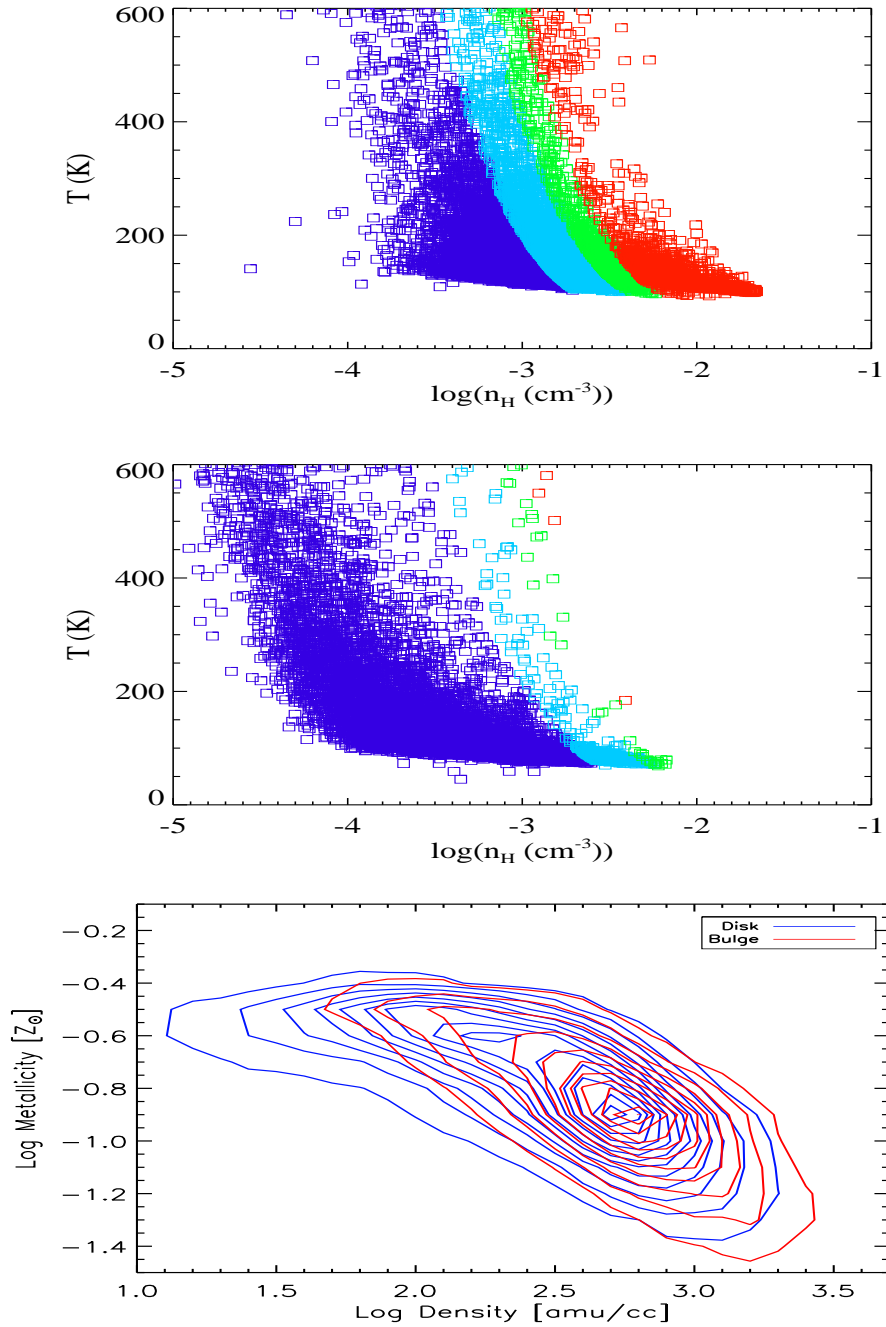 600
400
200
0
T (K)
-5 -4 -3 -2 -1
log(n_H (cm^-3))
600
400
200
0
T (K)
-5 -4 -3 -2 -1
log(n_H (cm^-3))
−0.2
−0.4
−0.6
−0.8
−1.0
−1.2
−1.4
Log Metallicity [Z_⊙]
Disk
Bulge
1.0 1.5 2.0 2.5 3.0 3.5
Log Density [amu/cc]